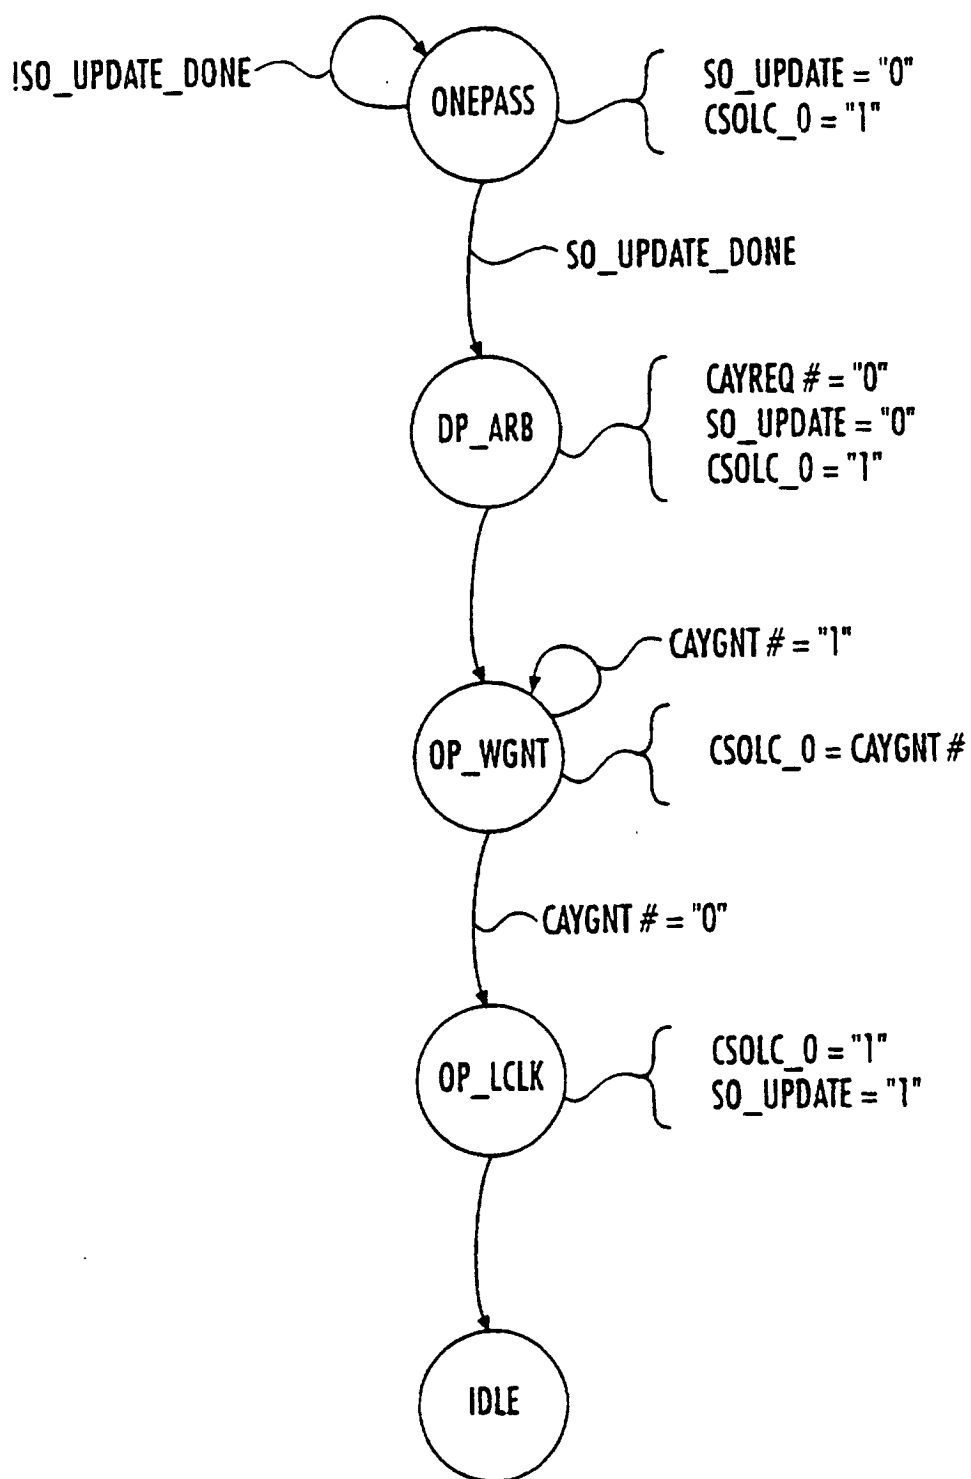 !SO_UPDATE_DONE
ONEPASS
SO_UPDATE = "0"
CSOLC_0 = "1"
SO_UPDATE_DONE
DP_ARB
CAYREQ # = "0"
SO_UPDATE = "0"
CSOLC_0 = "1"
CAYGNT # = "1"
OP_WGNT
CSOLC_0 = CAYGNT #
CAYGNT # = "0"
OP_LCLK
CSOLC_0 = "1"
SO_UPDATE = "1"
IDLE